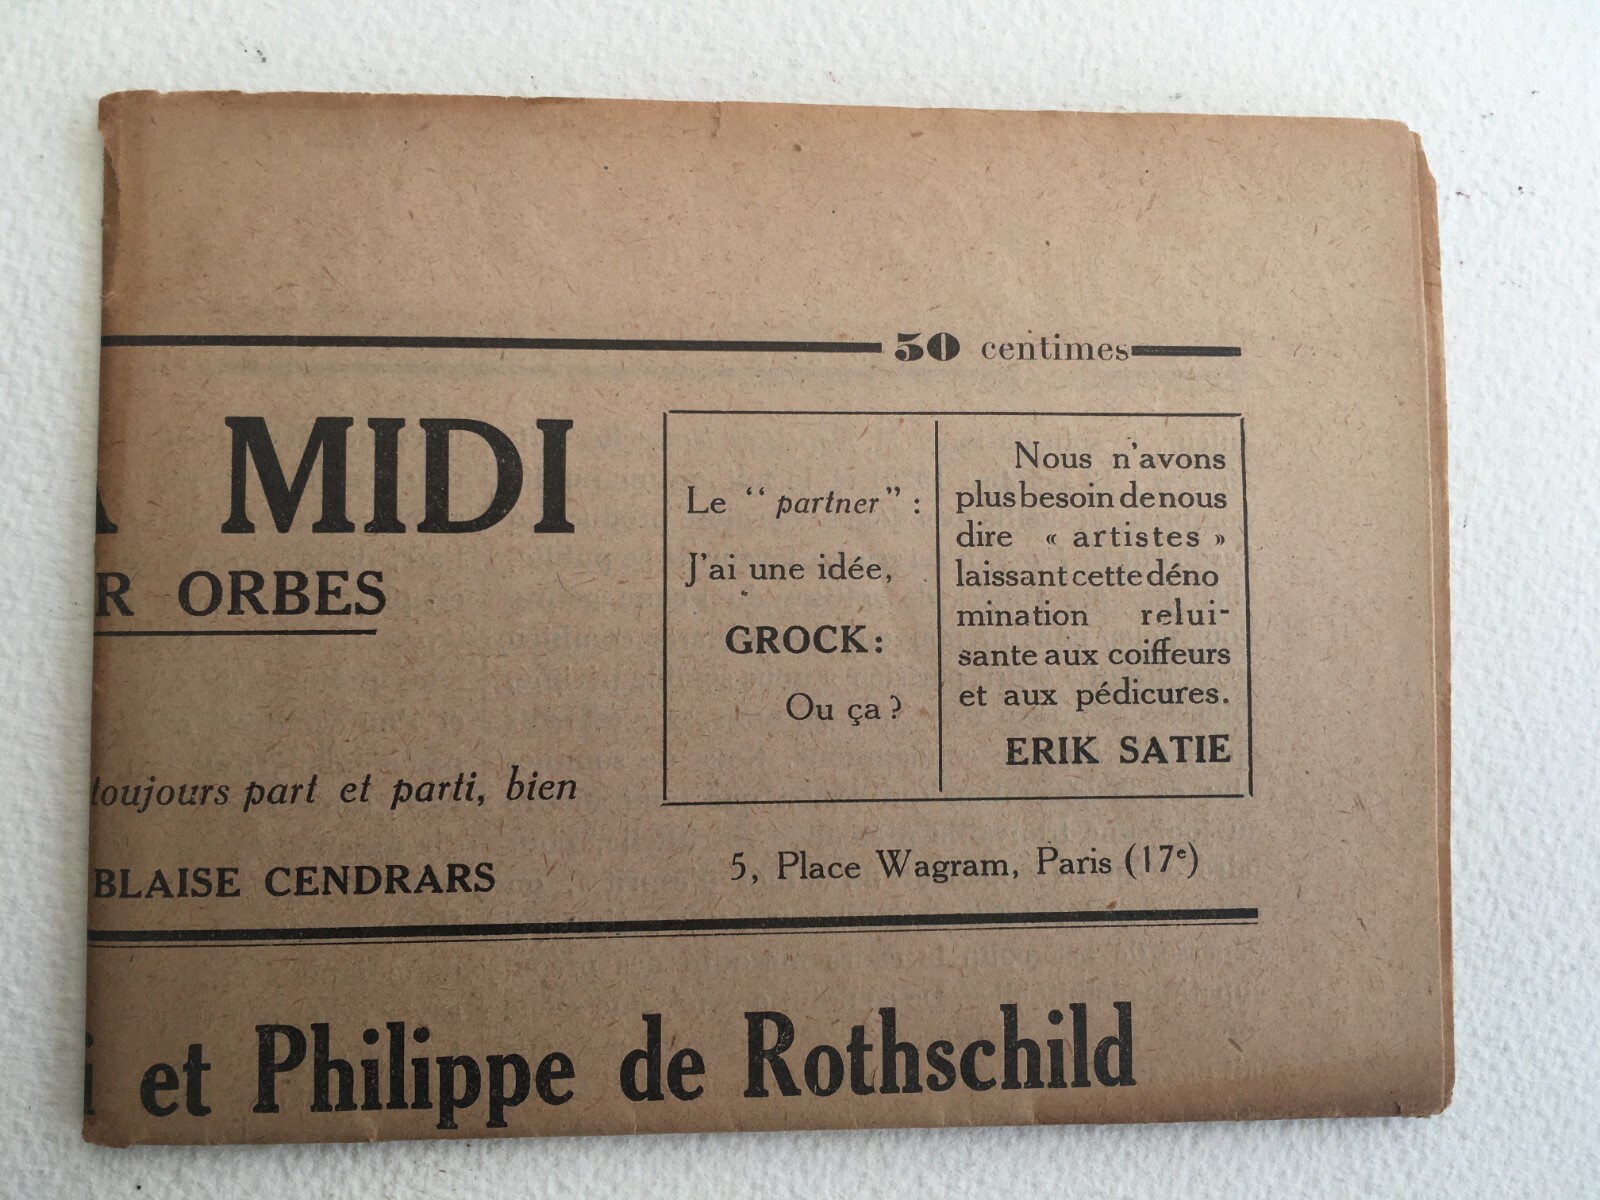 50 centimes
MIDI
R ORBES
toujours part et parti, bien
BLAISE CENDRARS
Le “ partner” :
J'ai une idée,
GROCK:
Ou ça?
Nous n'avons
plus besoin de nous
dire « artistes »
laissant cette déno
mination relui-
sante aux coiffeurs
et aux pédicures.
ERIK SATIE
5, Place Wagram, Paris (17e)
i et Philippe de Rothschild